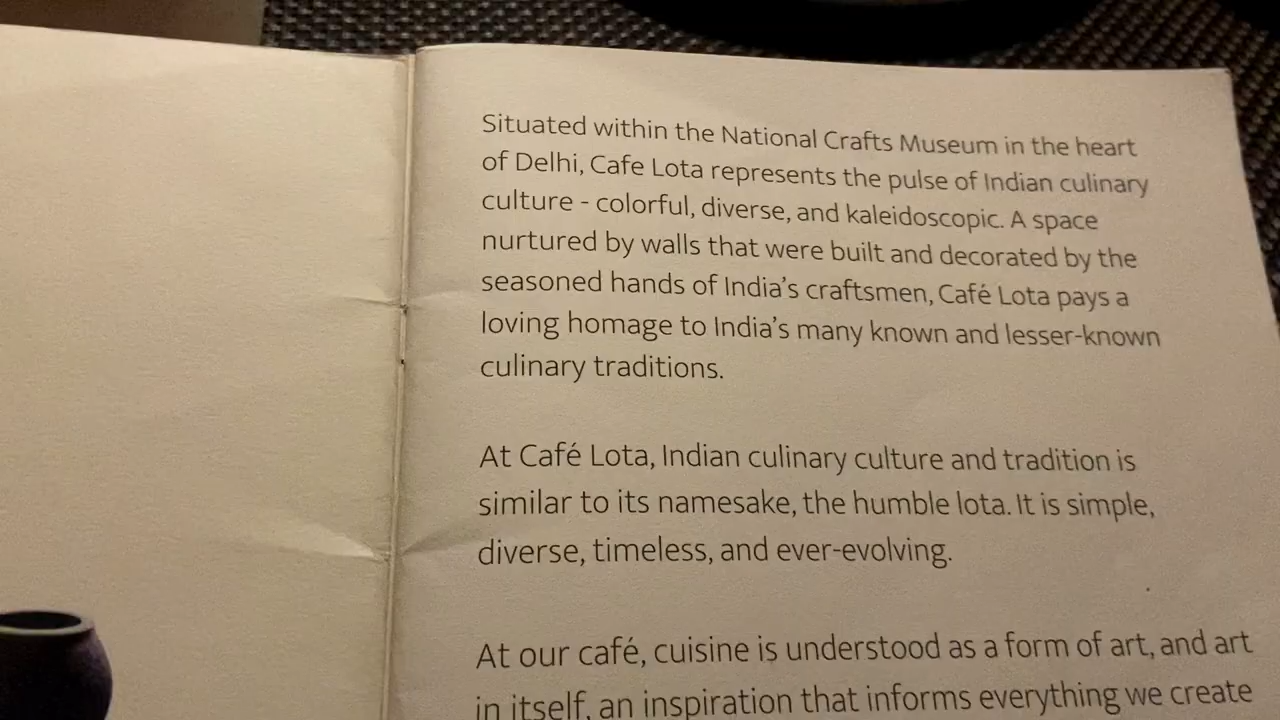 Situated within the National Crafts Museum in the heart
of Delhi, Cafe Lota represents the pulse of Indian culinary
culture - colorful, diverse, and kaleidoscopic. A space
nurtured by walls that were built and decorated by the
seasoned hands of India's craftsmen, Café Lota pays a
loving homage to India's many known and lesser-known
culinary traditions.
At Café Lota, Indian culinary culture and tradition is
similar to its namesake, the humble lota. It is simple,
diverse, timeless, and ever-evolving.
At our café, cuisine is understood as a form of art, and art
in itself, an inspiration that informs everything we create